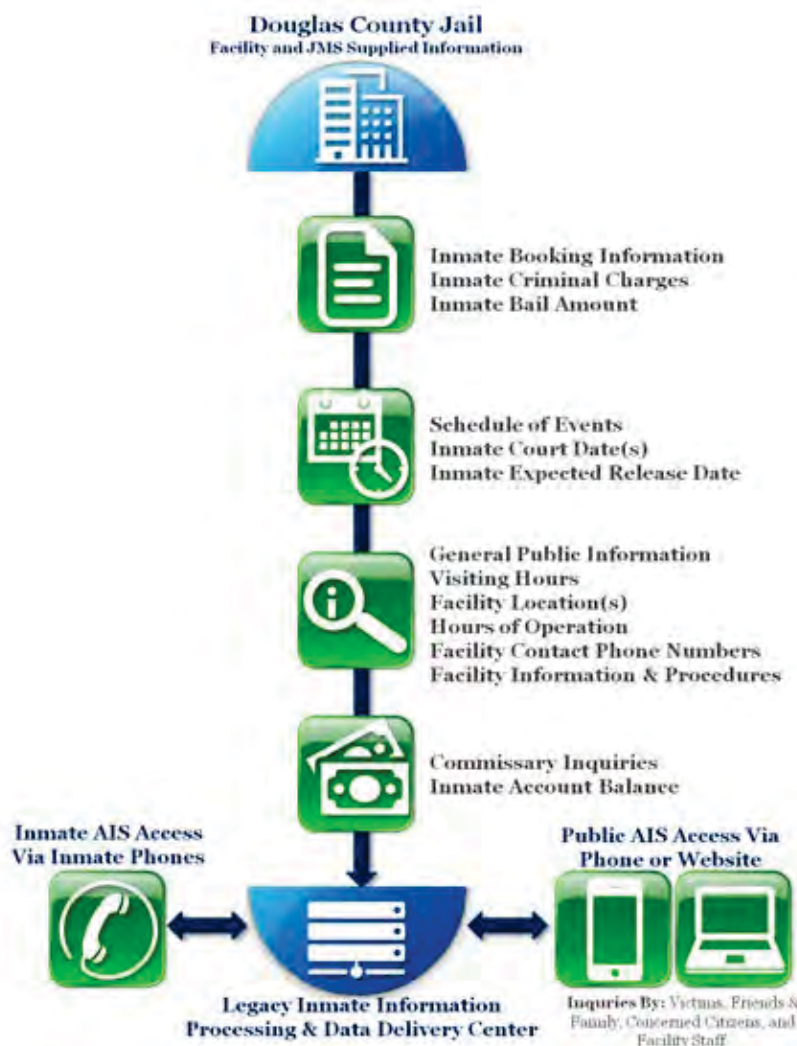 Douglas County Jail
Facility and JMS Supplied Information
Inmate Booking Information
Inmate Criminal Charges
Inmate Bail Amount
Schedule of Events
Inmate Court Date(s)
Inmate Expected Release Date
General Public Information
Visiting Hours
Facility Location(s)
Hours of Operation
Facility Contact Phone Numbers
Facility Information & Procedures
Commissary Inquiries
Inmate Account Balance
Inmate AIS Access
Via Inmate Phones
Public AIS Access Via
Phone or Website
Legacy Inmate Information
Processing & Data Delivery Center
Inquries By: Victims, Friends &
Family, Concerned Citizens, and
Facility Staff